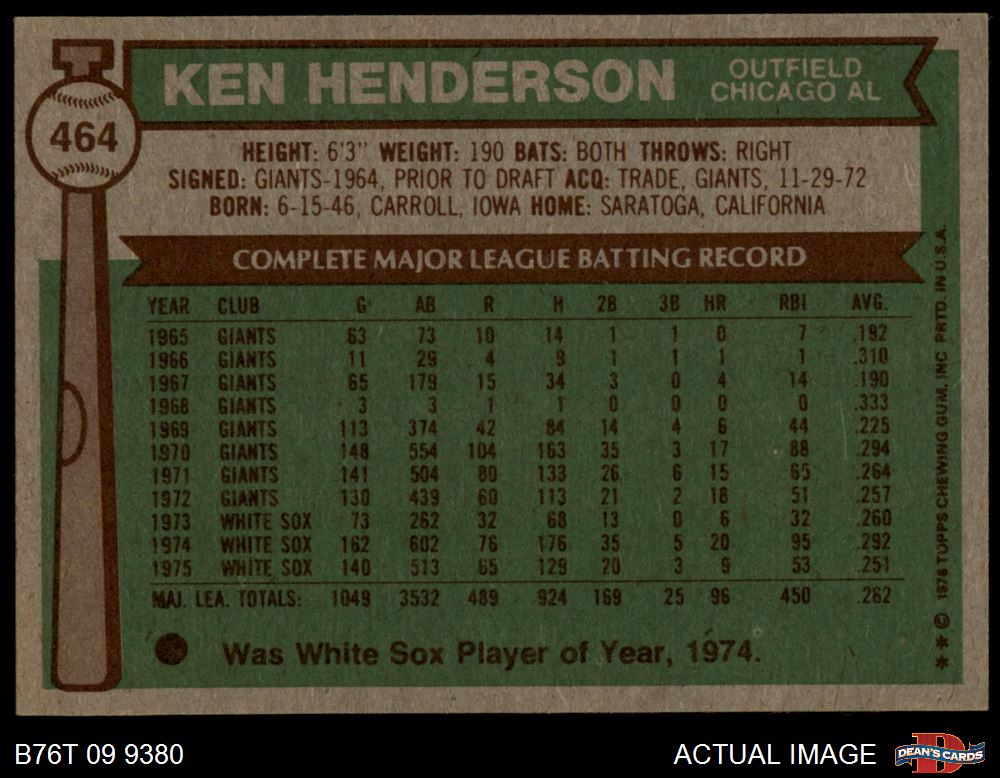 T
464
KEN HENDERSON
OUTFIELD
CHICAGO AL
HEIGHT: 6'3" WEIGHT: 190 BATS: BOTH THROWS: RIGHT
SIGNED: GIANTS-1964, PRIOR TO DRAFT ACQ: TRADE, GIANTS, 11-29-72
BORN: 6-15-46, CARROLL, IOWA HOME: SARATOGA, CALIFORNIA
COMPLETE MAJOR LEAGUE BATTING RECORD
YEAR CLUB G AB R H 2B 3B HR RBI AVG.
1965 GIANTS 63 73 10 14 1 1 0 7 .192
1966 GIANTS 11 29 4 9 1 1 1 1 .310
1967 GIANTS 65 179 15 34 3 0 4 14 .190
1968 GIANTS 3 3 1 1 0 0 0 0 .333
1969 GIANTS 113 374 42 84 14 4 6 44 .225
1970 GIANTS 148 554 104 163 35 3 17 88 .294
1971 GIANTS 141 504 80 133 26 6 15 65 .264
1972 GIANTS 130 439 60 113 21 2 18 51 .257
1973 WHITE SOX 73 262 32 68 13 0 6 32 .260
1974 WHITE SOX 162 602 76 176 35 5 20 95 .292
1975 WHITE SOX 140 513 65 129 20 3 9 53 .251
MAJ. LEA. TOTALS: 1049 3532 489 924 169 25 96 450 .262
Was White Sox Player of Year, 1974.
* * © 1976 TOPPS CHEWING GUM, INC PRTD. IN U.S.A.
B76T 09 9380
ACTUAL IMAGE
DEAN'S CARDS